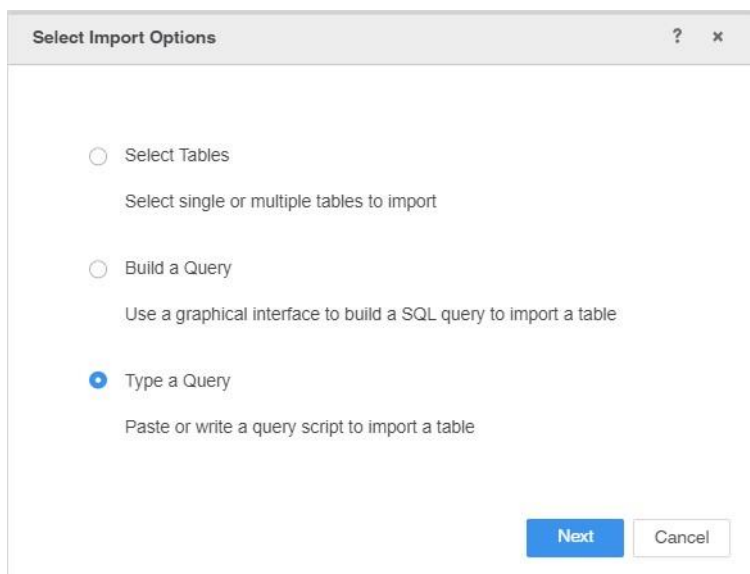 Select Import Options ? ×
Select Tables
Select single or multiple tables to import
Build a Query
Use a graphical interface to build a SQL query to import a table
Type a Query
Paste or write a query script to import a table
Next Cancel